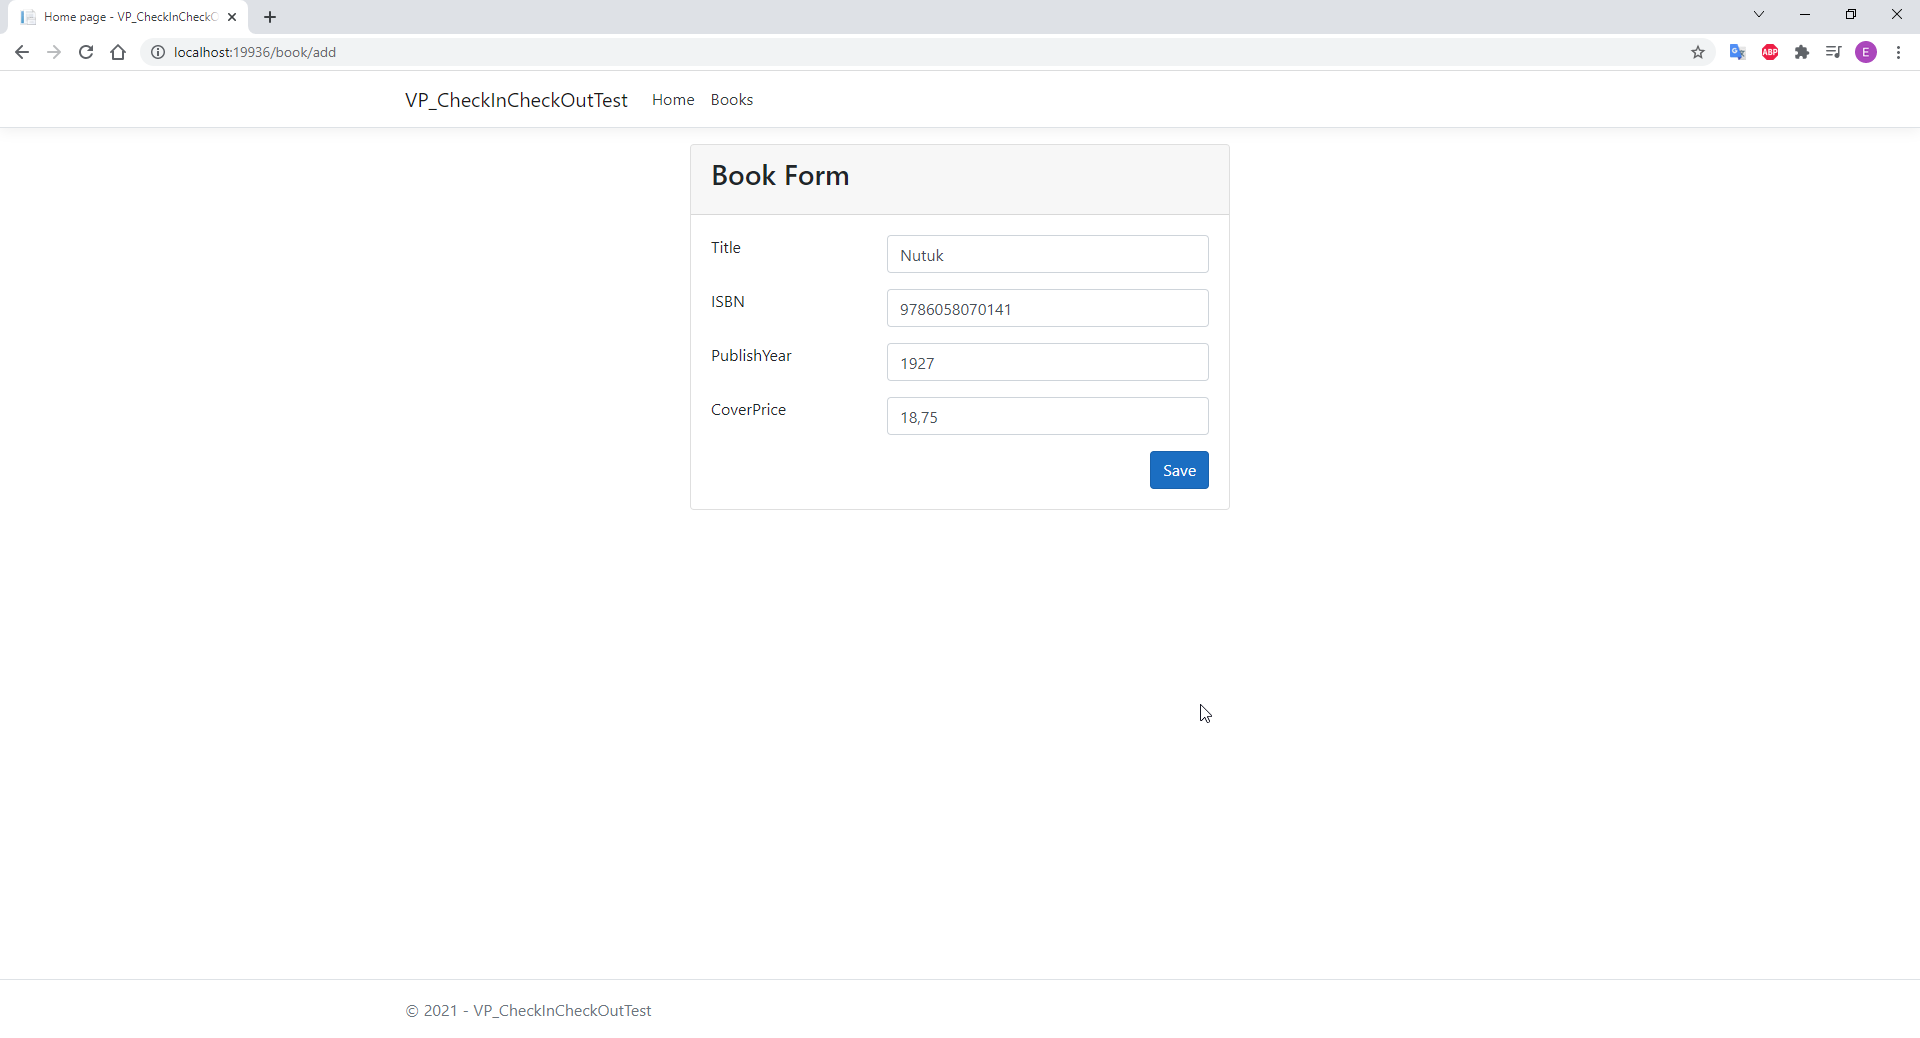 Home page - VP_CheckInCheckO
localhost:19936/book/add
ABP
E
VP_CheckInCheckOutTest Home Books
Book Form
Title Nutuk
ISBN 9786058070141
PublishYear 1927
CoverPrice 18,75
Save
© 2021 - VP_CheckInCheckOutTest